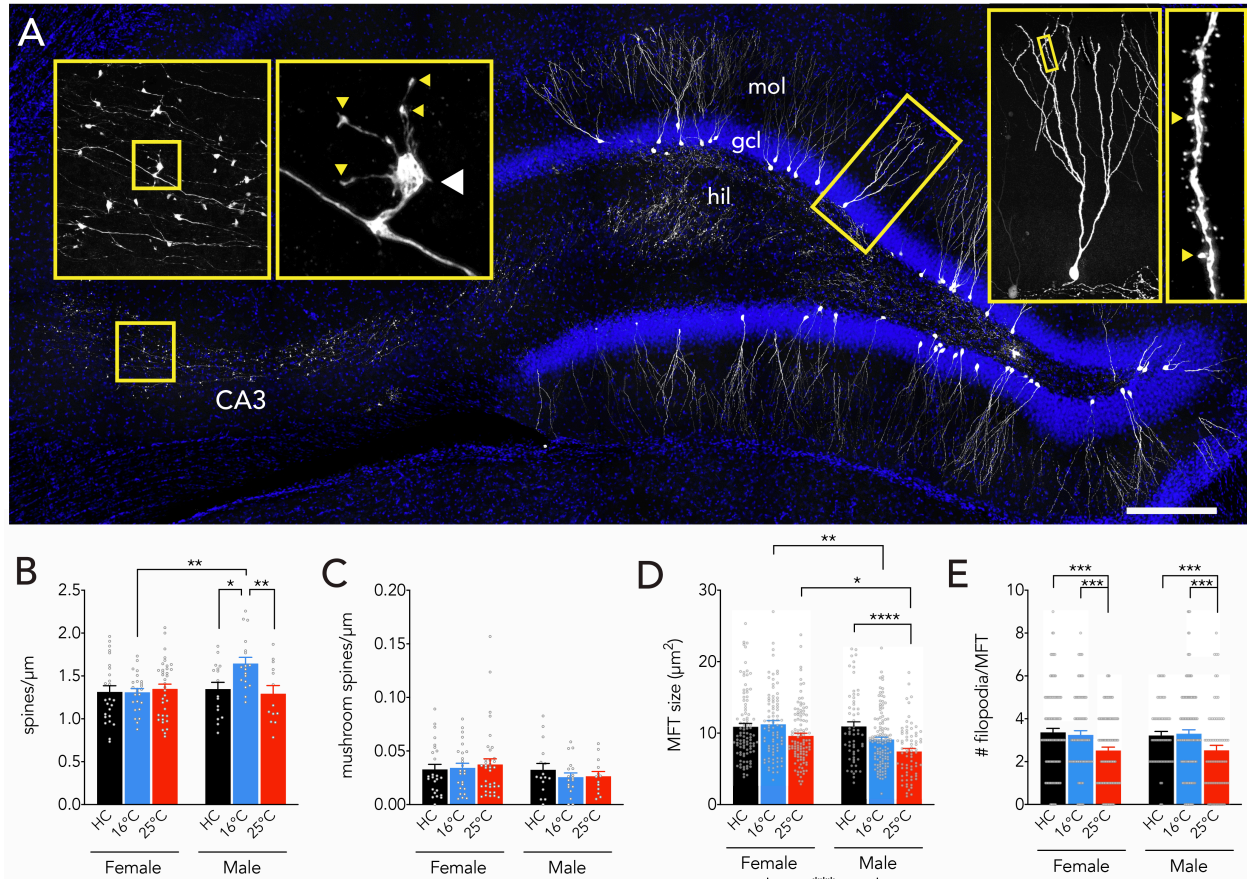 A
mol
gcl
hil
CA3
B
spines/µm
2.5
2.0
1.5
1.0
0.5
0.0
**
* **
HC 16°C 25°C HC 16°C 25°C
Female Male
C
mushroom spines/µm
0.20
0.15
0.10
0.05
0.00
HC 16°C 25°C HC 16°C 25°C
Female Male
D
MFT size (µm²)
30
20
10
0
**
*
****
HC 16°C 25°C HC 16°C 25°C
Female Male
***
E
# filopodia/MFT
10
8
6
4
2
0
*** ***
*** ***
HC 16°C 25°C HC 16°C 25°C
Female Male